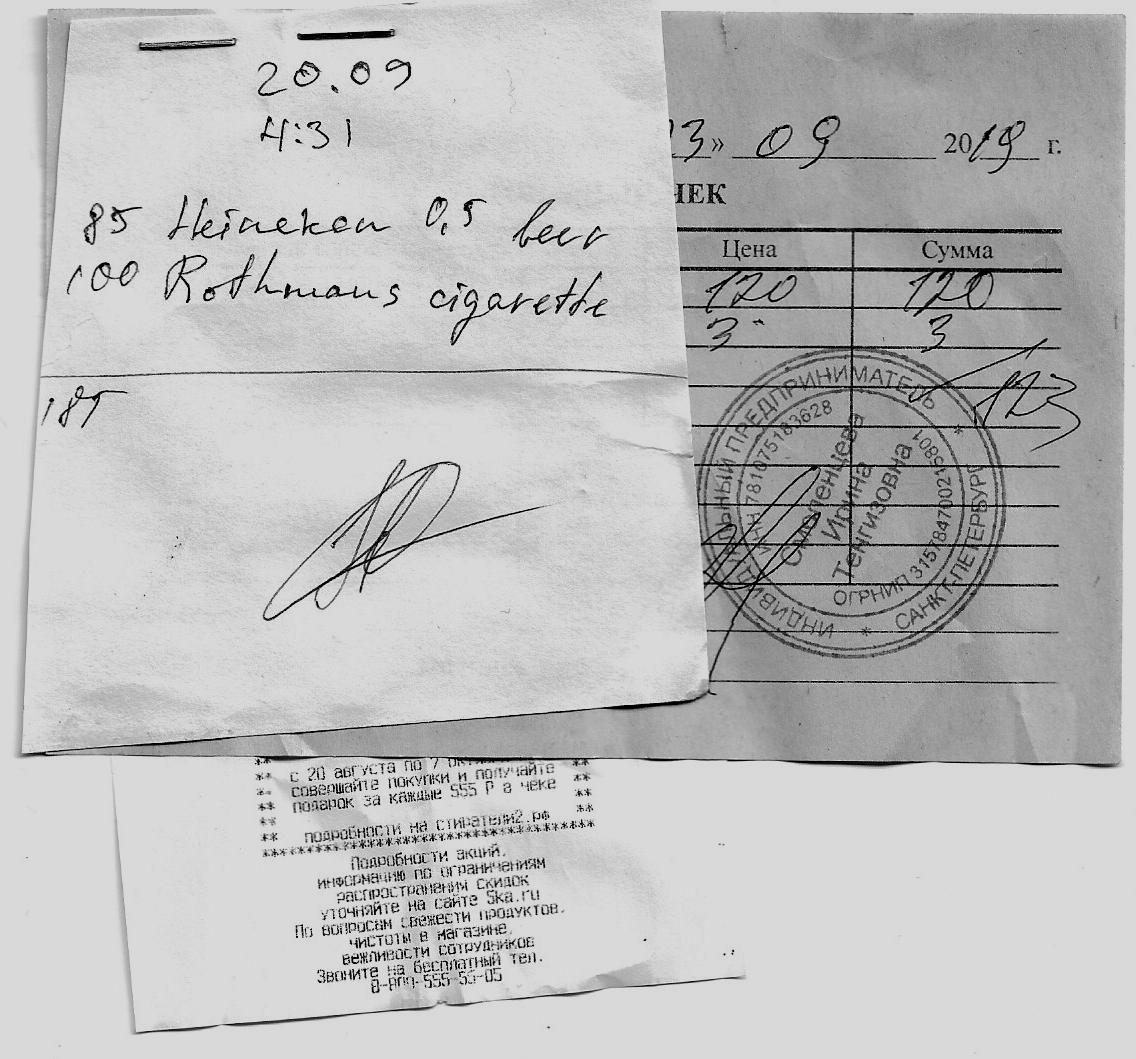 20.09
4:31
85 Heineken 0,5 beer
100 Rothmans cigarette
185
23» 09 2019 г.
ЧЕК
Цена Сумма
120 120
3 3
123
ИНДИВИДУАЛЬНЫЙ ПРЕДПРИНИМАТЕЛЬ
* САНКТ-ПЕТЕРБУРГ *
ИНН 781075183628
Смоленцева
Ирина
Тенгизовна
ОГРНИП 315784700215801
** с 20 августа по 7 октября **
** совершайте покупки и получайте **
** подарок за каждые 555 Р в чеке **
** **
** подробности на стиратели2.рф **
***********************************
Подробности акций,
информацию по ограничениям
распространения скидок
уточняйте на сайте 5ka.ru
По вопросам свежести продуктов,
чистоты в магазине,
вежливости сотрудников
Звоните на бесплатный тел.
8-800-555-55-05